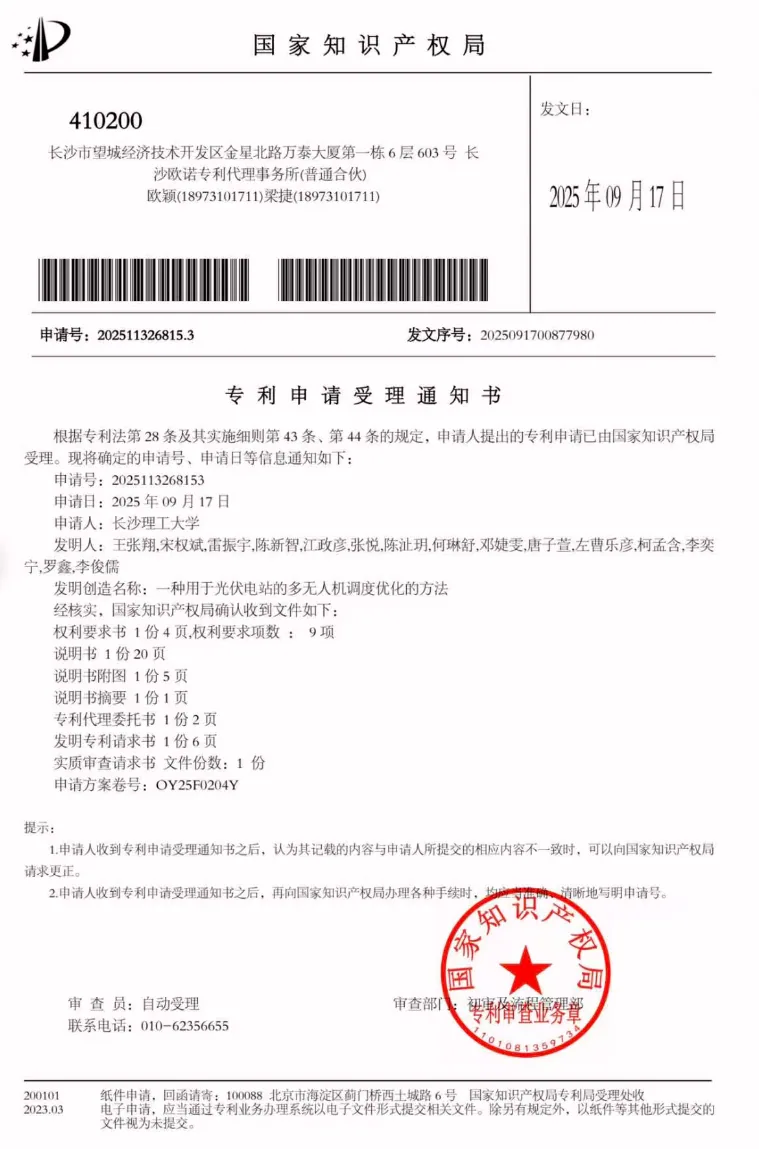 国家知识产权局
410200
发文日：
长沙市望城经济技术开发区金星北路万泰大厦第一栋6层603号 长
沙欧诺专利代理事务所(普通合伙)
欧颖(18973101711)梁捷(18973101711)
2025年09月17日
申请号：202511326815.3
发文序号：2025091700877980
专利申请受理通知书
根据专利法第28条及其实施细则第43条、第44条的规定，申请人提出的专利申请已由国家知识产权局
受理。现将确定的申请号、申请日等信息通知如下：
申请号：2025113268153
申请日：2025年09月17日
申请人：长沙理工大学
发明人：王张翔,宋权斌,雷振宇,陈新智,江政彦,张悦,陈沚玥,何琳舒,邓婕雯,唐子萱,左曹乐彦,柯孟含,李奕
宁,罗鑫,李俊儒
发明创造名称：一种用于光伏电站的多无人机调度优化的方法
经核实，国家知识产权局确认收到文件如下：
权利要求书 1份4页,权利要求项数 ： 9项
说明书 1份20页
说明书附图 1份5页
说明书摘要 1份1页
专利代理委托书 1份2页
发明专利请求书 1份6页
实质审查请求书 文件份数：1 份
申请方案卷号：OY25F0204Y
提示：
1.申请人收到专利申请受理通知书之后，认为其记载的内容与申请人所提交的相应内容不一致时，可以向国家知识产权局
请求更正。
2.申请人收到专利申请受理通知书之后，再向国家知识产权局办理各种手续时，均应当准确、清晰地写明申请号。
国家知识产权局
专利审查业务章
1101081359734
审 查 员：自动受理
审查部门：初审及流程管理部
联系电话：010-62356655
200101
2023.03
纸件申请，回函请寄：100088 北京市海淀区蓟门桥西土城路6号 国家知识产权局专利局受理处收
电子申请，应当通过专利业务办理系统以电子文件形式提交相关文件。除另有规定外，以纸件等其他形式提交的
文件视为未提交。